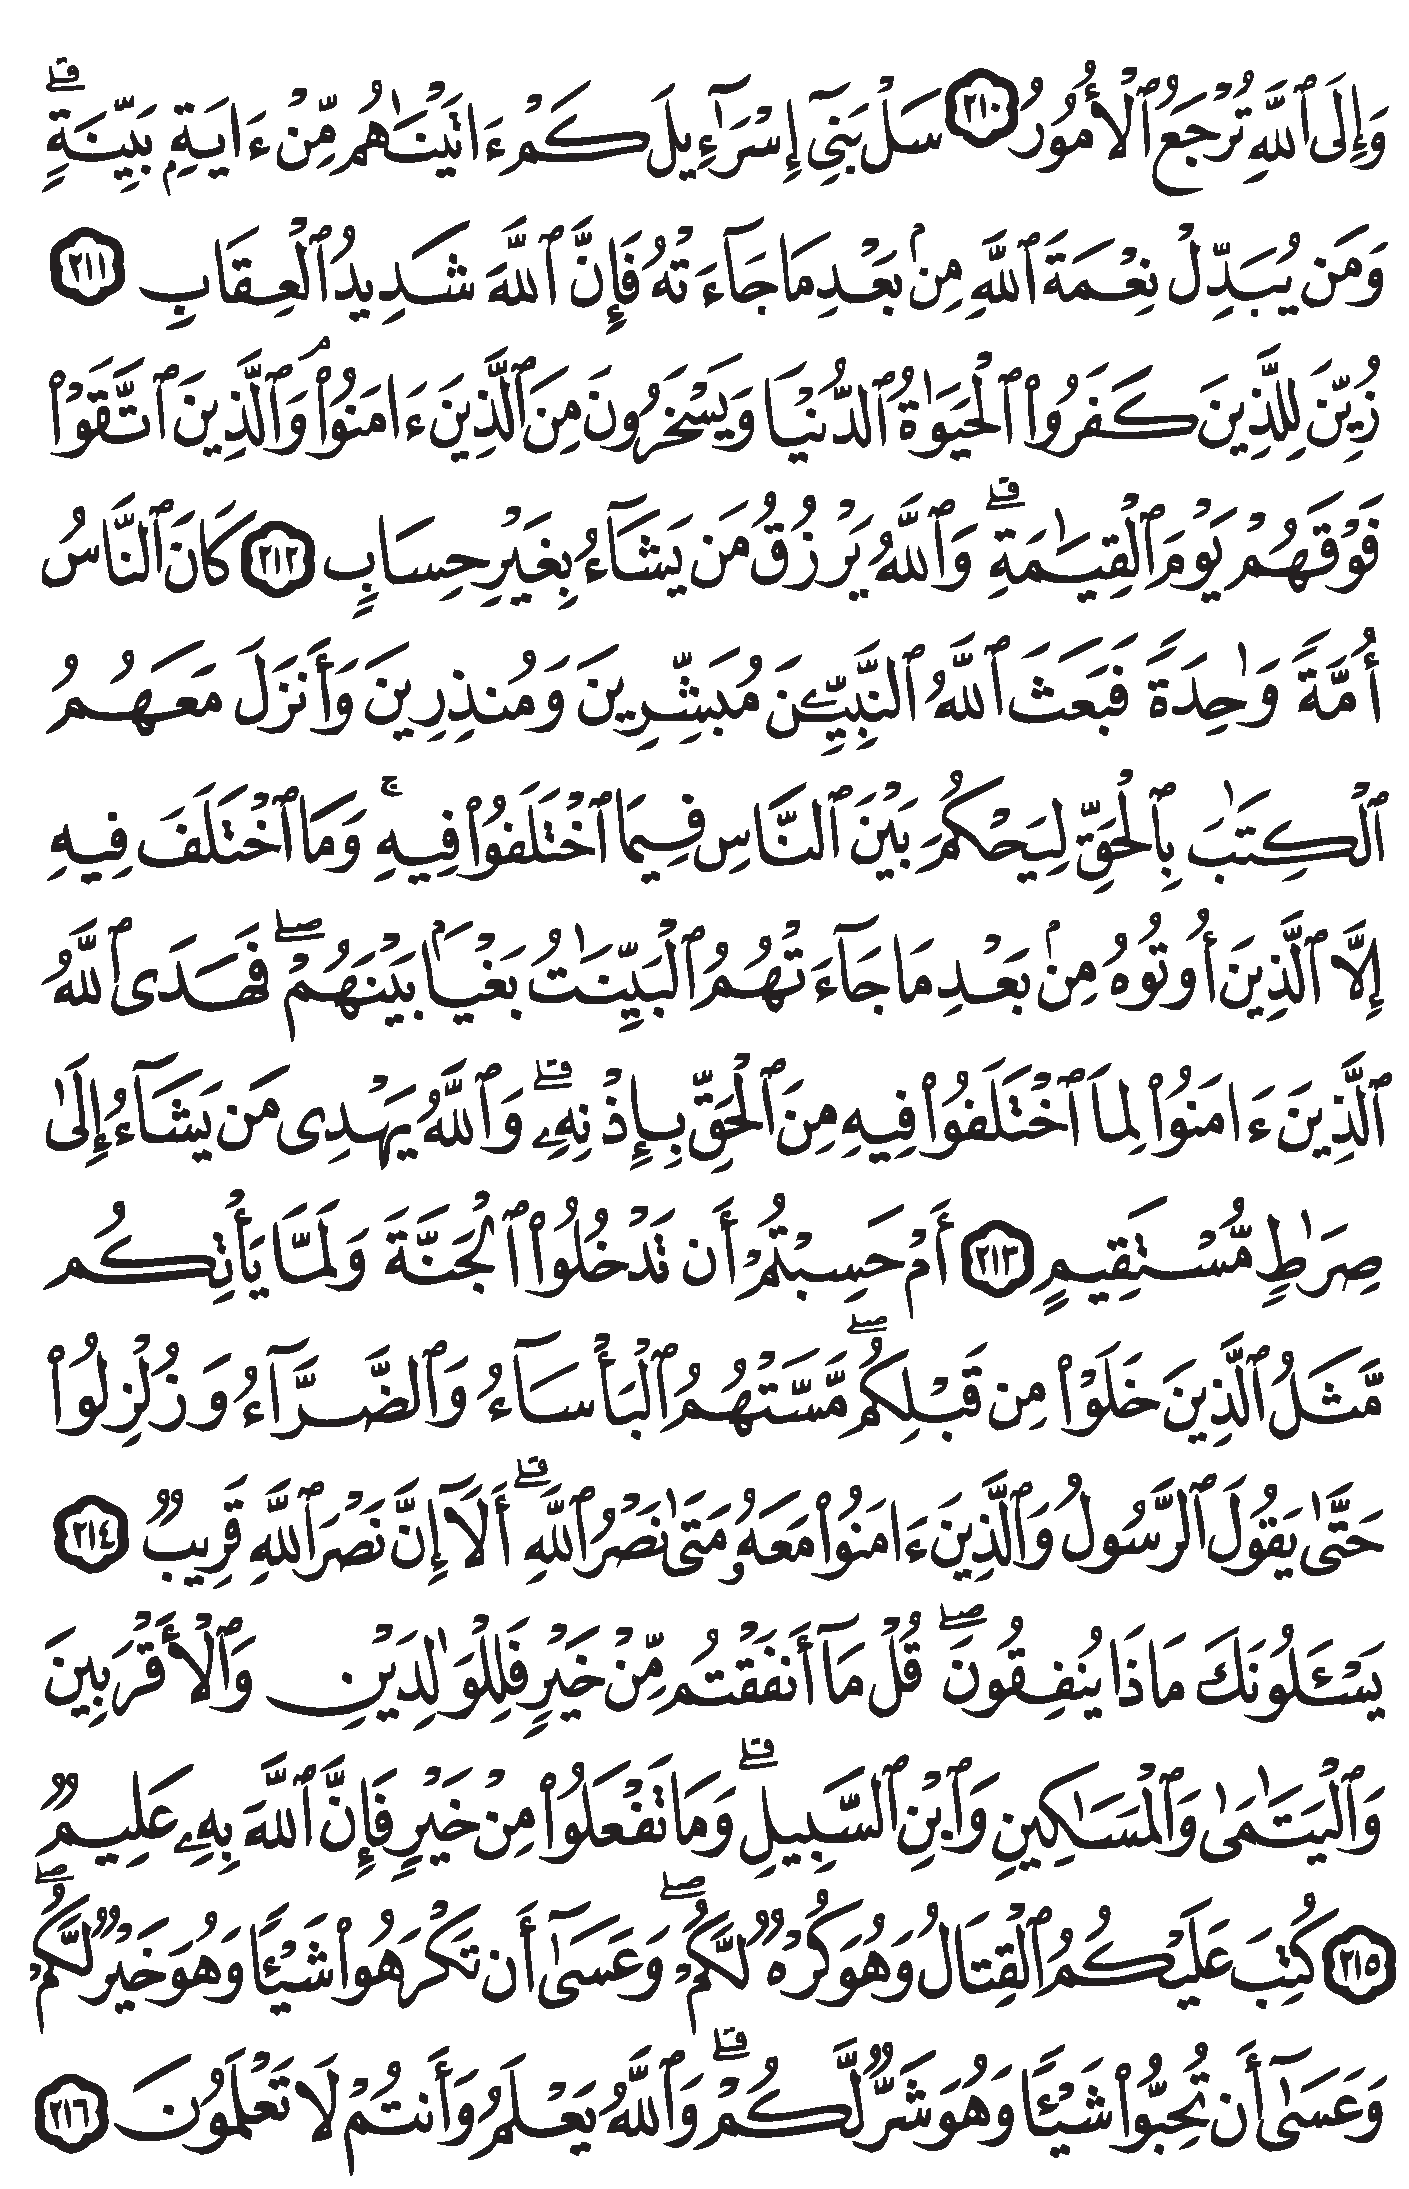 وَإِلَى ٱللَّهِ تُرْجَعُ ٱلْأُمُورُ ٢١٠ سَلْ بَنِىٓ إِسْرَٰٓءِيلَ كَمْ ءَاتَيْنَٰهُم مِّنْ ءَايَةِۭ بَيِّنَةٍۗ
وَمَن يُبَدِّلْ نِعْمَةَ ٱللَّهِ مِنۢ بَعْدِ مَا جَآءَتْهُ فَإِنَّ ٱللَّهَ شَدِيدُ ٱلْعِقَابِ ٢١١
زُيِّنَ لِلَّذِينَ كَفَرُوا۟ ٱلْحَيَوٰةُ ٱلدُّنْيَا وَيَسْخَرُونَ مِنَ ٱلَّذِينَ ءَامَنُوا۟ۘ وَٱلَّذِينَ ٱتَّقَوْا۟
فَوْقَهُمْ يَوْمَ ٱلْقِيَٰمَةِۗ وَٱللَّهُ يَرْزُقُ مَن يَشَآءُ بِغَيْرِ حِسَابٍ ٢١٢ كَانَ ٱلنَّاسُ
أُمَّةً وَٰحِدَةً فَبَعَثَ ٱللَّهُ ٱلنَّبِيِّۦنَ مُبَشِّرِينَ وَمُنذِرِينَ وَأَنزَلَ مَعَهُمُ
ٱلْكِتَٰبَ بِٱلْحَقِّ لِيَحْكُمَ بَيْنَ ٱلنَّاسِ فِيمَا ٱخْتَلَفُوا۟ فِيهِۚ وَمَا ٱخْتَلَفَ فِيهِ
إِلَّا ٱلَّذِينَ أُوتُوهُ مِنۢ بَعْدِ مَا جَآءَتْهُمُ ٱلْبَيِّنَٰتُ بَغْيَۢا بَيْنَهُمْۖ فَهَدَى ٱللَّهُ
ٱلَّذِينَ ءَامَنُوا۟ لِمَا ٱخْتَلَفُوا۟ فِيهِ مِنَ ٱلْحَقِّ بِإِذْنِهِۦۗ وَٱللَّهُ يَهْدِى مَن يَشَآءُ إِلَىٰ
صِرَٰطٍ مُّسْتَقِيمٍ ٢١٣ أَمْ حَسِبْتُمْ أَن تَدْخُلُوا۟ ٱلْجَنَّةَ وَلَمَّا يَأْتِكُم
مَّثَلُ ٱلَّذِينَ خَلَوْا۟ مِن قَبْلِكُمۖ مَّسَّتْهُمُ ٱلْبَأْسَآءُ وَٱلضَّرَّآءُ وَزُلْزِلُوا۟
حَتَّىٰ يَقُولَ ٱلرَّسُولُ وَٱلَّذِينَ ءَامَنُوا۟ مَعَهُۥ مَتَىٰ نَصْرُ ٱللَّهِۗ أَلَآ إِنَّ نَصْرَ ٱللَّهِ قَرِيبٌ ٢١٤
يَسْـَٔلُونَكَ مَاذَا يُنفِقُونَۖ قُلْ مَآ أَنفَقْتُم مِّنْ خَيْرٍ فَلِلْوَٰلِدَيْنِ وَٱلْأَقْرَبِينَ
وَٱلْيَتَٰمَىٰ وَٱلْمَسَٰكِينِ وَٱبْنِ ٱلسَّبِيلِۗ وَمَا تَفْعَلُوا۟ مِنْ خَيْرٍ فَإِنَّ ٱللَّهَ بِهِۦ عَلِيمٌ
٢١٥ كُتِبَ عَلَيْكُمُ ٱلْقِتَالُ وَهُوَ كُرْهٌ لَّكُمْۖ وَعَسَىٰٓ أَن تَكْرَهُوا۟ شَيْـًٔا وَهُوَ خَيْرٌ لَّكُمْۖ
وَعَسَىٰٓ أَن تُحِبُّوا۟ شَيْـًٔا وَهُوَ شَرٌّ لَّكُمْۗ وَٱللَّهُ يَعْلَمُ وَأَنتُمْ لَا تَعْلَمُونَ ٢١٦